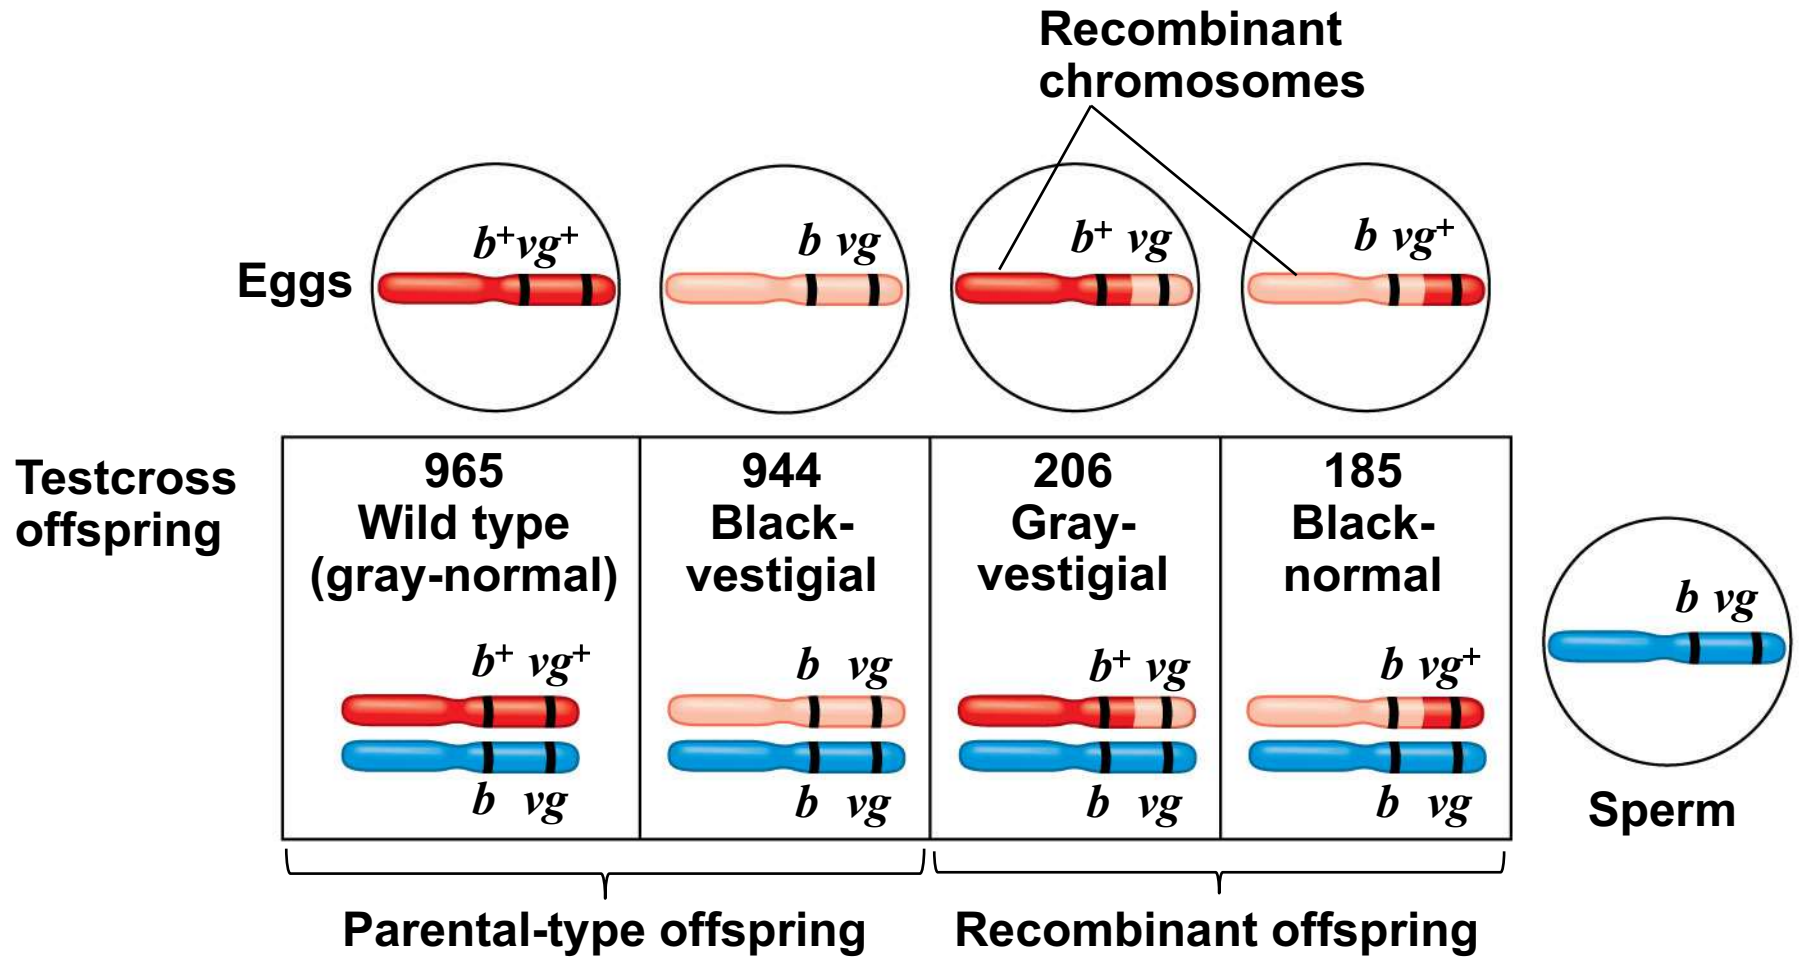 Recombinant
chromosomes
b⁺ vg⁺
b vg
b⁺ vg
b vg⁺
Eggs
Testcross
offspring
965
Wild type
(gray-normal)
944
Black-
vestigial
206
Gray-
vestigial
185
Black-
normal
b vg
b⁺ vg⁺
b vg
b⁺ vg
b vg⁺
b vg
b vg
b vg
b vg
Sperm
Parental-type offspring
Recombinant offspring